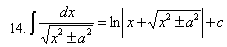 14. ∫ dx / √(x² ± a²) = ln| x + √(x² ± a²) | + c